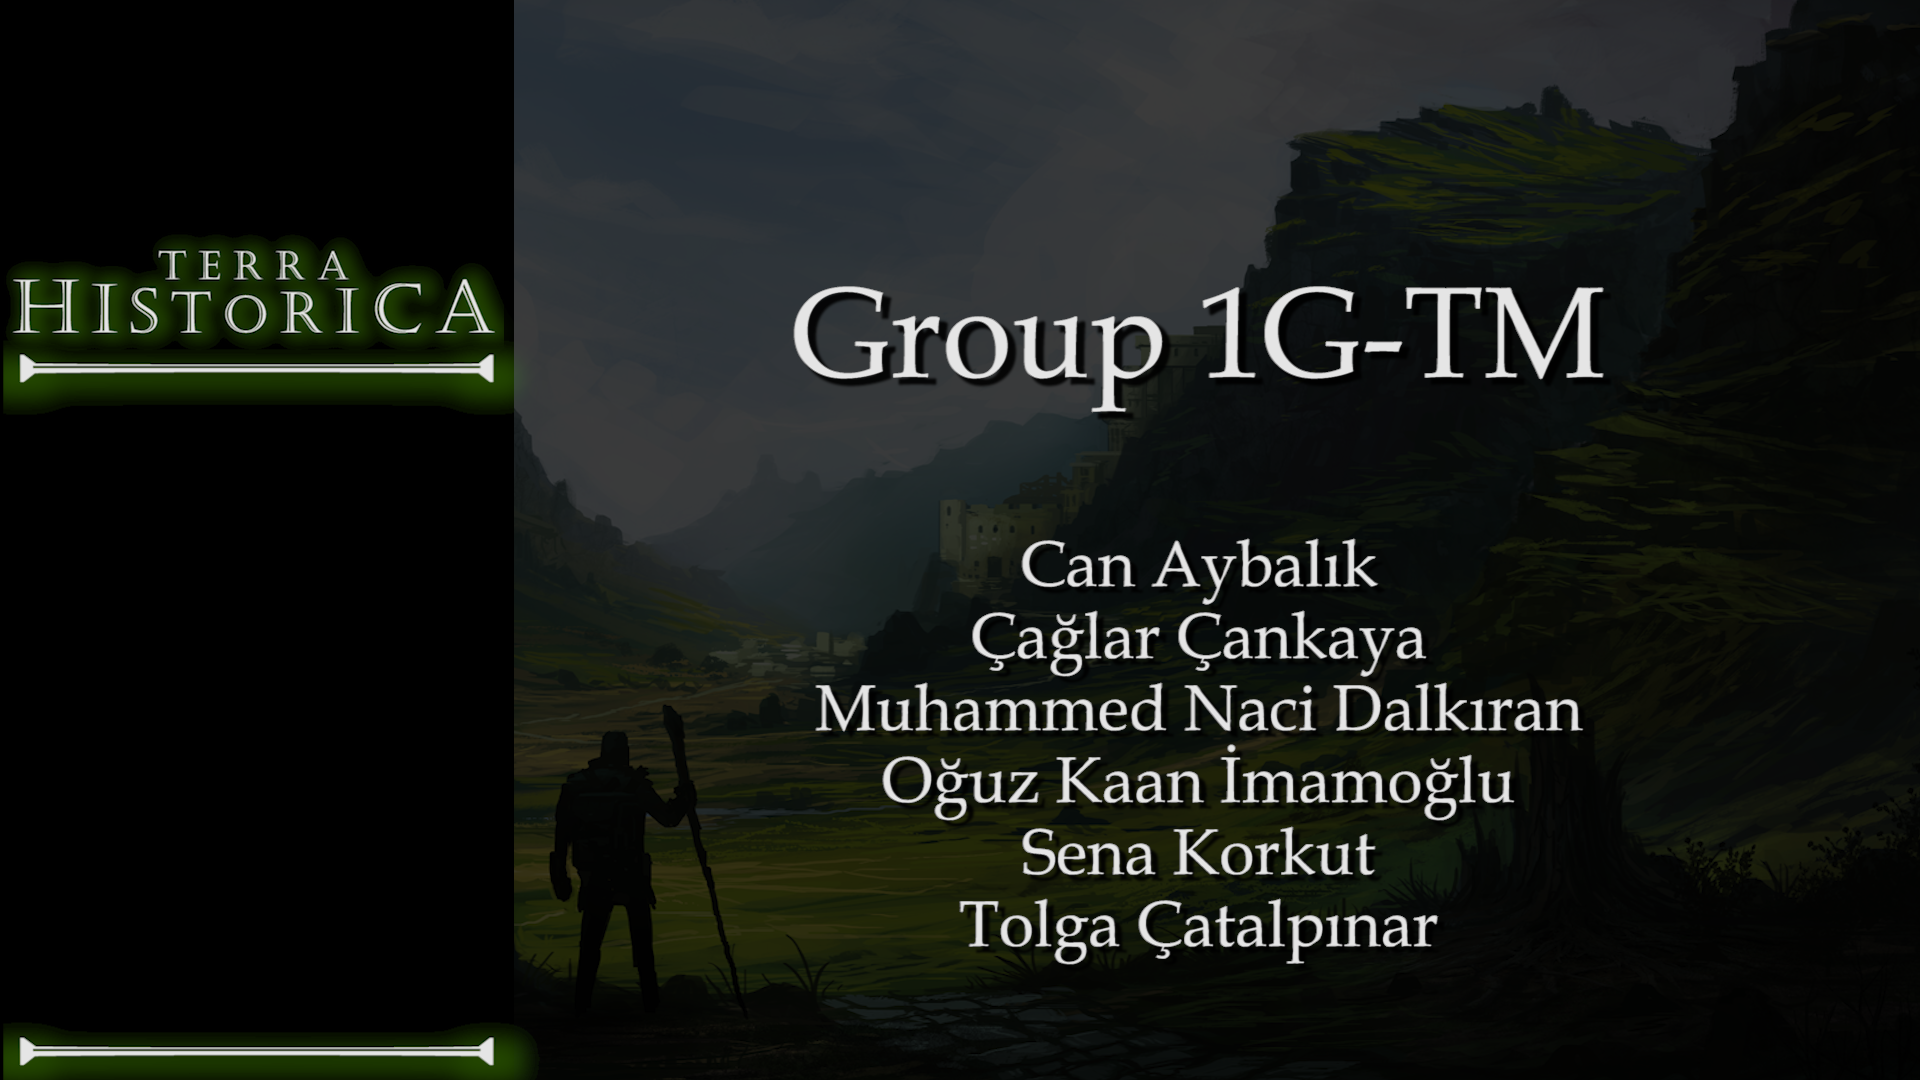 TERRA
HISTORICA
Group 1G-TM
Can Aybalık
Çağlar Çankaya
Muhammed Naci Dalkıran
Oğuz Kaan İmamoğlu
Sena Korkut
Tolga Çatalpınar